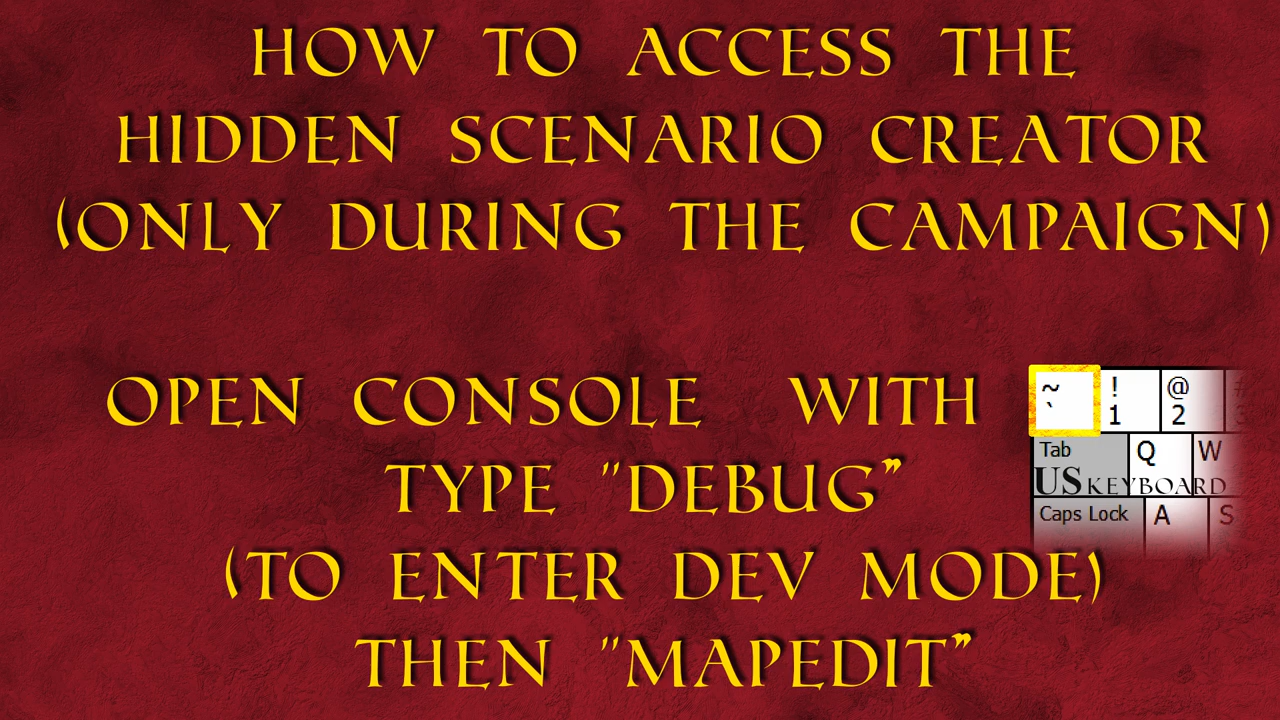 HOW TO ACCESS THE
HIDDEN SCENARIO CREATOR
(ONLY DURING THE CAMPAIGN)
OPEN CONSOLE WITH
~ ! @
` 1 2
Tab Q W
US KEYBOARD
Caps Lock A S
TYPE "DEBUG”
(TO ENTER DEV MODE)
THEN "MAPEDIT”